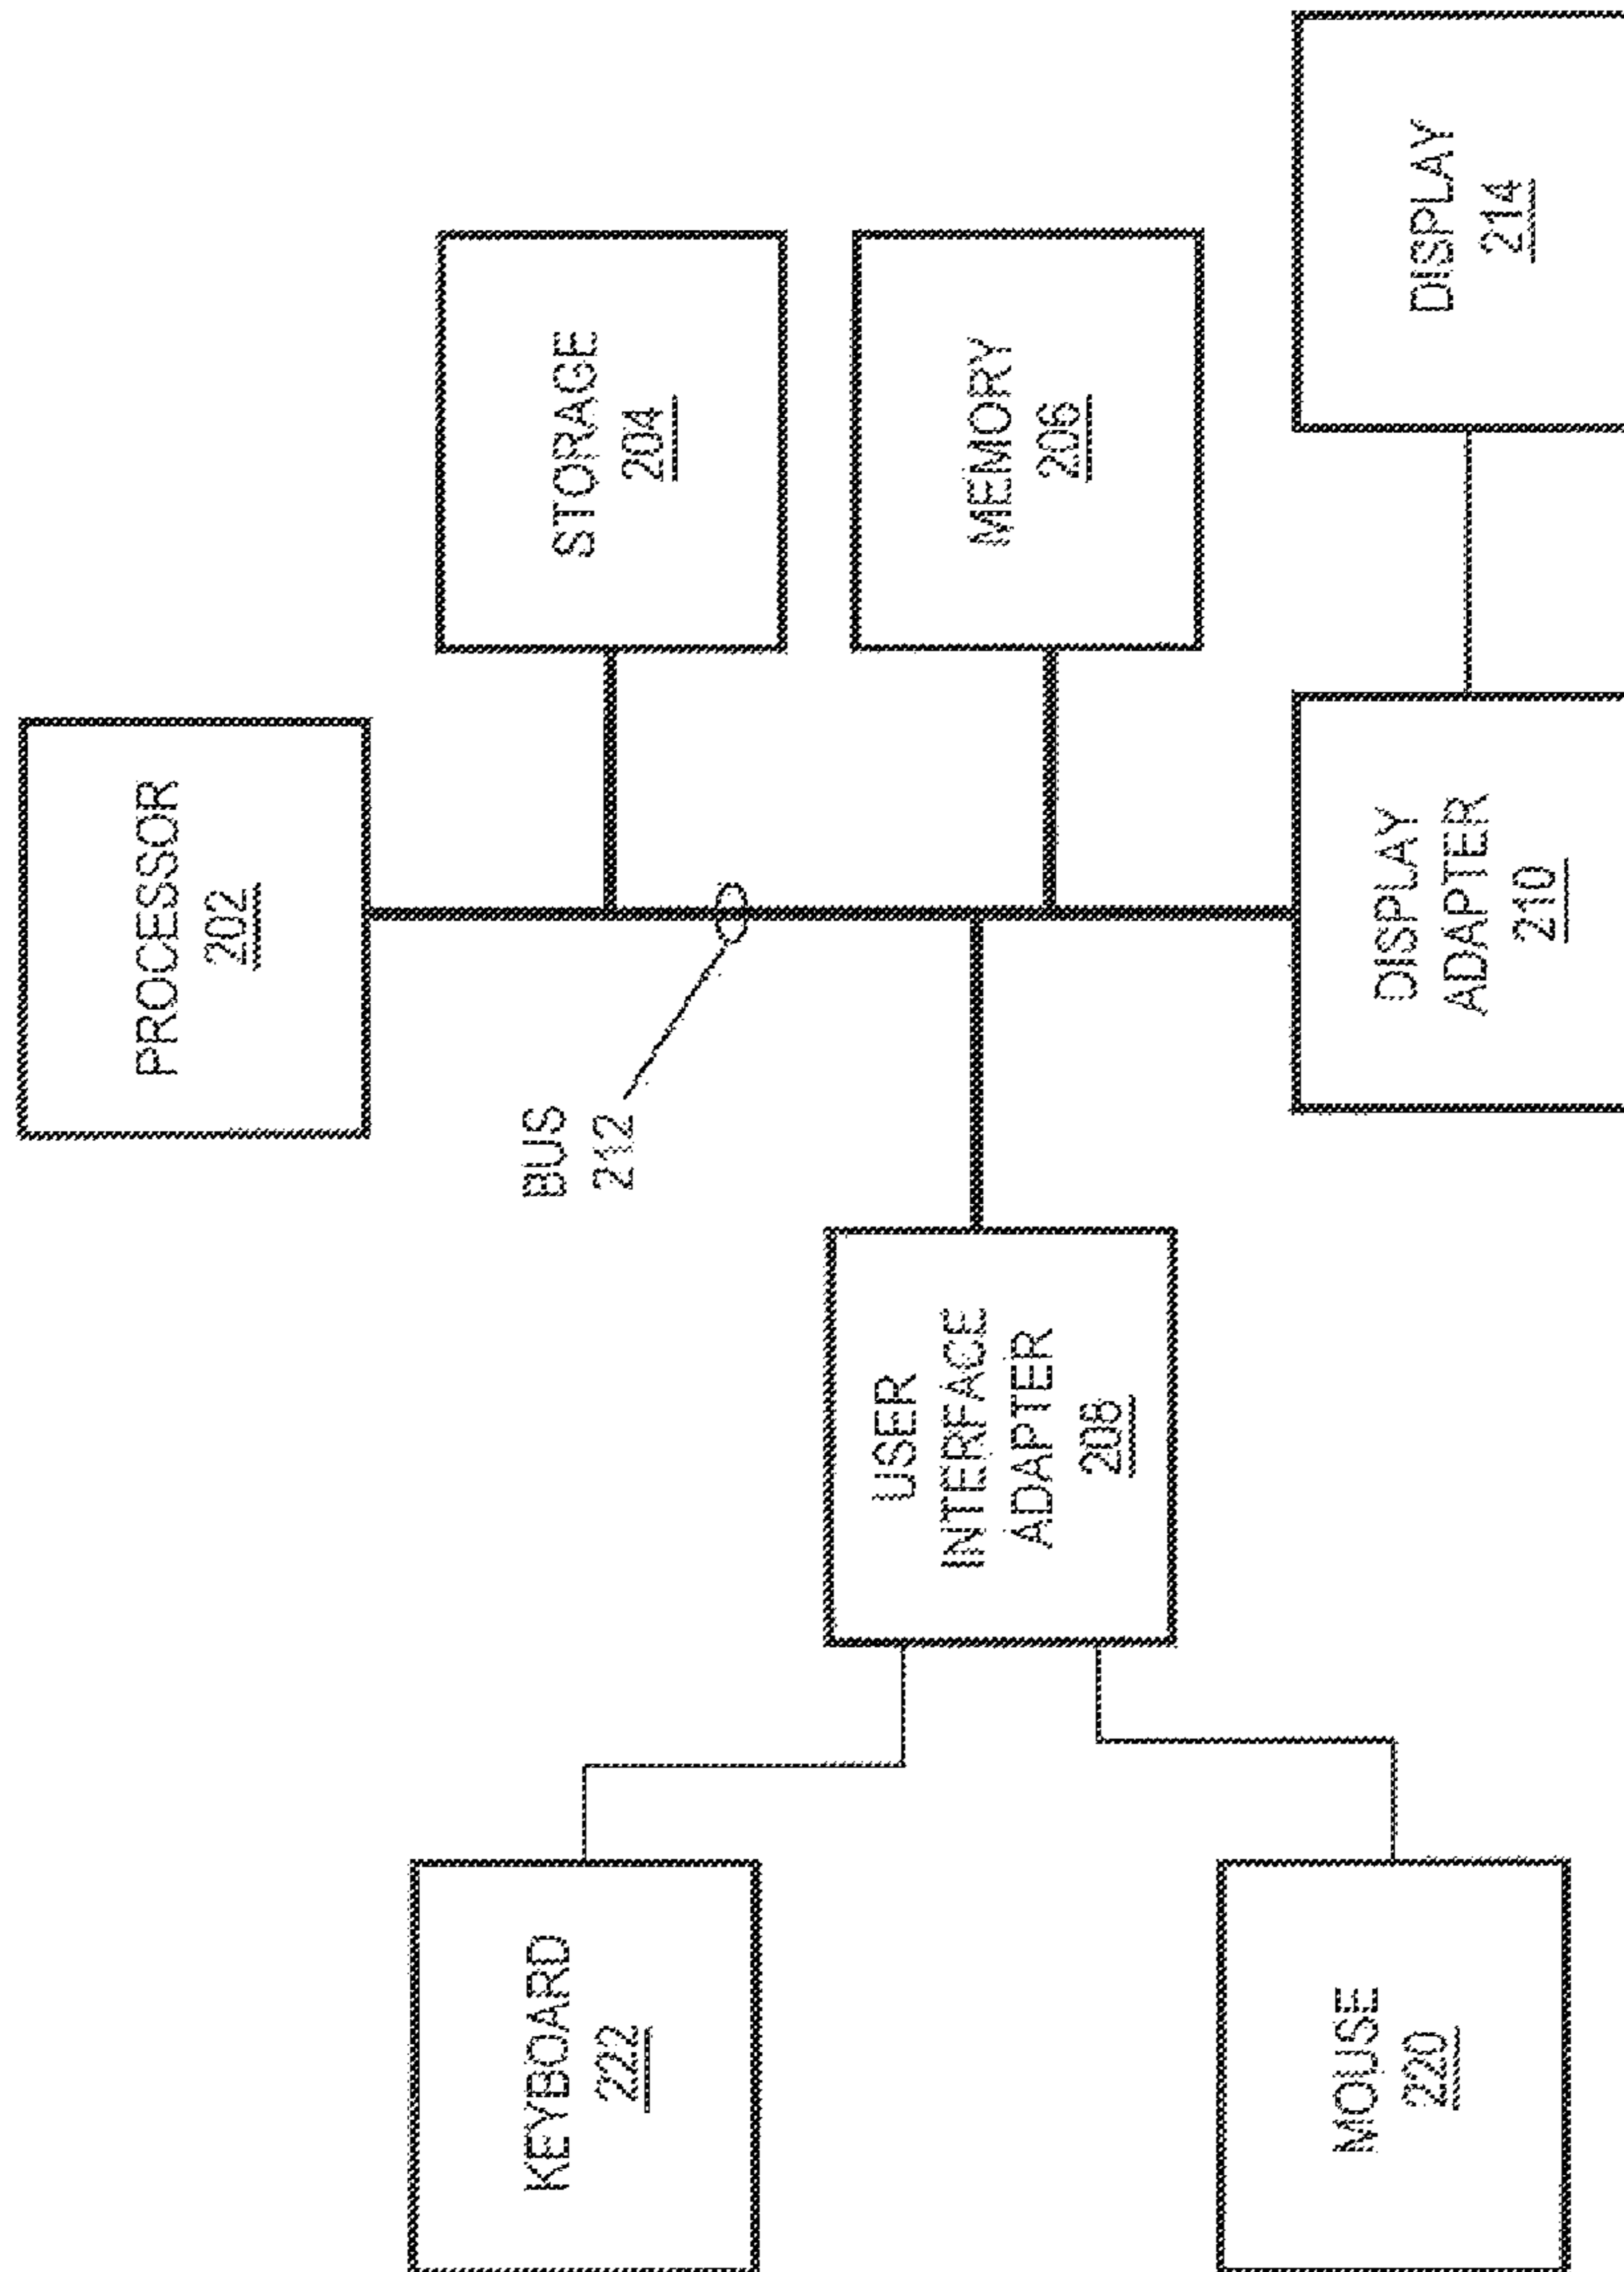 PROCESSOR
202
STORAGE
204
BUS
212
MEMORY
206
USER
INTERFACE
ADAPTER
208
KEYBOARD
222
MOUSE
220
DISPLAY
ADAPTER
210
DISPLAY
214